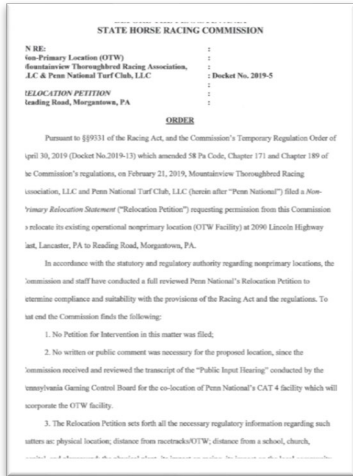 STATE HORSE RACING COMMISSION
N RE: :
Non-Primary Location (OTW) :
Mountainview Thoroughbred Racing Association, :
LLC & Penn National Turf Club, LLC : Docket No. 2019-5
:
RELOCATION PETITION :
Reading Road, Morgantown, PA :
ORDER
Pursuant to §§9331 of the Racing Act, and the Commission's Temporary Regulation Order of
April 30, 2019 (Docket No.2019-13) which amended 58 Pa Code, Chapter 171 and Chapter 189 of
he Commission's regulations, on February 21, 2019, Mountainview Thoroughbred Racing
Association, LLC and Penn National Turf Club, LLC (herein after "Penn National") filed a Non-
Primary Relocation Statement ("Relocation Petition") requesting permission from this Commission
o relocate its existing operational nonprimary location (OTW Facility) at 2090 Lincoln Highway
East, Lancaster, PA to Reading Road, Morgantown, PA.
In accordance with the statutory and regulatory authority regarding nonprimary locations, the
Commission and staff have conducted a full reviewed Penn National's Relocation Petition to
determine compliance and suitability with the provisions of the Racing Act and the regulations. To
hat end the Commission finds the following:
1. No Petition for Intervention in this matter was filed;
2. No written or public comment was necessary for the proposed location, since the
Commission received and reviewed the transcript of the "Public Input Hearing" conducted by the
Pennsylvania Gaming Control Board for the co-location of Penn National's CAT 4 facility which will
ncorporate the OTW facility.
3. The Relocation Petition sets forth all the necessary regulatory information regarding such
matters as: physical location; distance from racetracks/OTW; distance from a school, church,